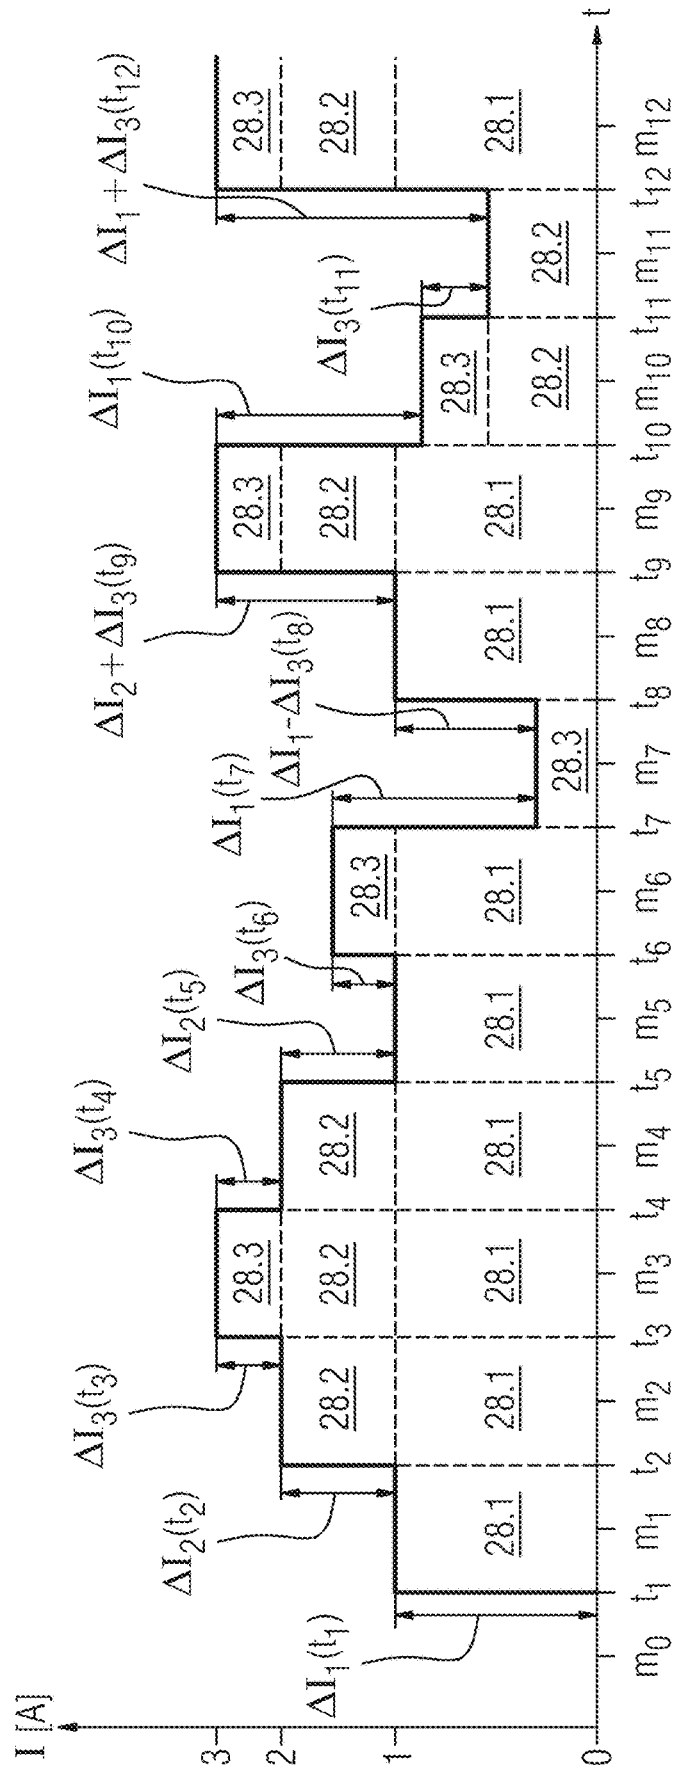 I [A]
3
2
1
0
ΔI₁(t₁)
ΔI₂(t₂)
ΔI₃(t₃)
ΔI₃(t₄)
ΔI₂(t₅)
ΔI₃(t₆)
ΔI₁(t₇)
ΔI₁-ΔI₃(t₈)
ΔI₂+ΔI₃(t₉)
ΔI₁(t₁₀)
ΔI₃(t₁₁)
ΔI₁+ΔI₃(t₁₂)
28.3 28.3 28.3
28.2 28.2 28.2 28.3 28.2 28.2
28.1 28.1 28.1 28.1 28.1 28.1 28.1 28.1 28.3 28.1
28.3 28.2 28.2
m₀ t₁ m₁ t₂ m₂ t₃ m₃ t₄ m₄ t₅ m₅ t₆ m₆ t₇ m₇ t₈ m₈ t₉ m₉ t₁₀ m₁₀ t₁₁ m₁₁ t₁₂ m₁₂
t